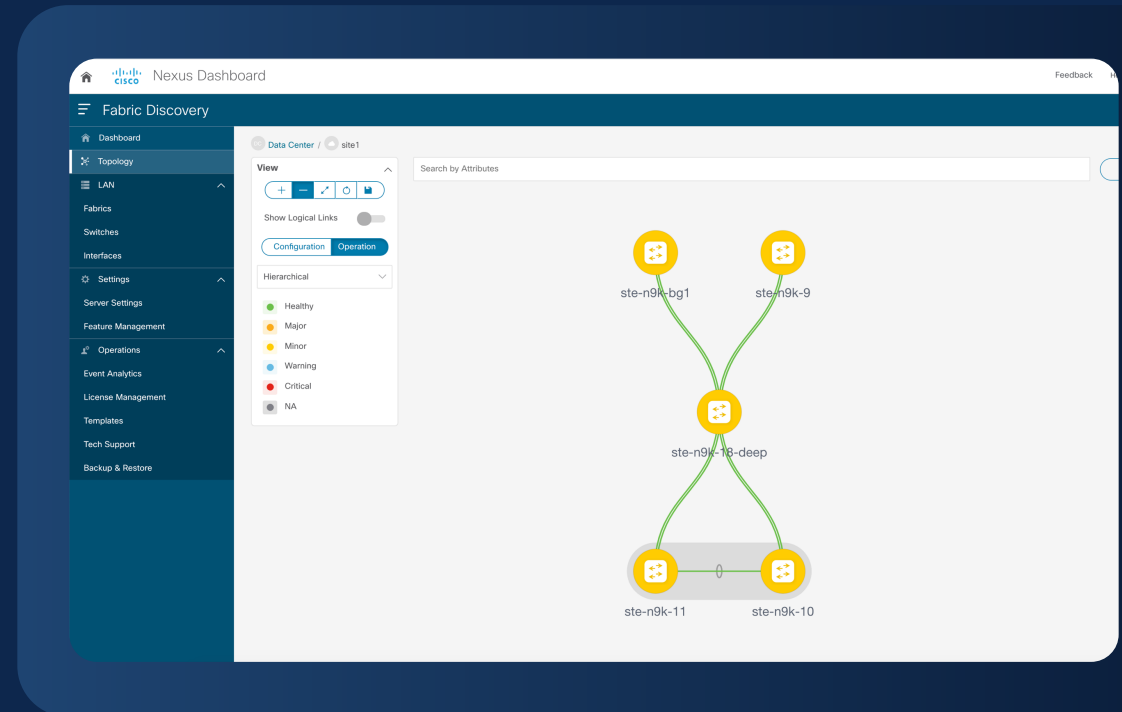 CISCO Nexus Dashboard
Feedback
Fabric Discovery
Dashboard
Topology
LAN
Fabrics
Switches
Interfaces
Settings
Server Settings
Feature Management
Operations
Event Analytics
License Management
Templates
Tech Support
Backup & Restore
Data Center / site1
View
Show Logical Links
Configuration Operation
Hierarchical
Healthy
Major
Minor
Warning
Critical
NA
Search by Attributes
ste-n9k-bg1
ste-n9k-9
ste-n9k-18-deep
ste-n9k-11
ste-n9k-10